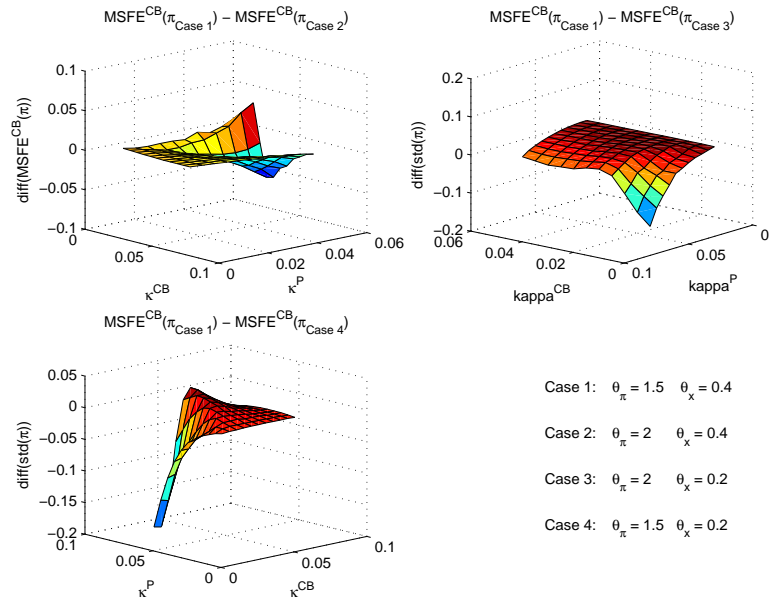 MSFE^CB(π_Case 1) − MSFE^CB(π_Case 2)
diff(MSFE^CB(π))
0.1
0.05
0
−0.05
−0.1
0
0.05
0.1
κ^CB
0
0.02
0.04
0.06
κ^P
MSFE^CB(π_Case 1) − MSFE^CB(π_Case 3)
diff(std(π))
0.2
0.1
0
−0.1
−0.2
0.06
0.04
0.02
0
kappa^CB
0.1
0.05
0
kappa^P
MSFE^CB(π_Case 1) − MSFE^CB(π_Case 4)
diff(std(π))
0.05
0
−0.05
−0.1
−0.15
−0.2
0.1
0.05
0
κ^P
0
0.05
0.1
κ^CB
Case 1: θ_π = 1.5 θ_x = 0.4
Case 2: θ_π = 2 θ_x = 0.4
Case 3: θ_π = 2 θ_x = 0.2
Case 4: θ_π = 1.5 θ_x = 0.2